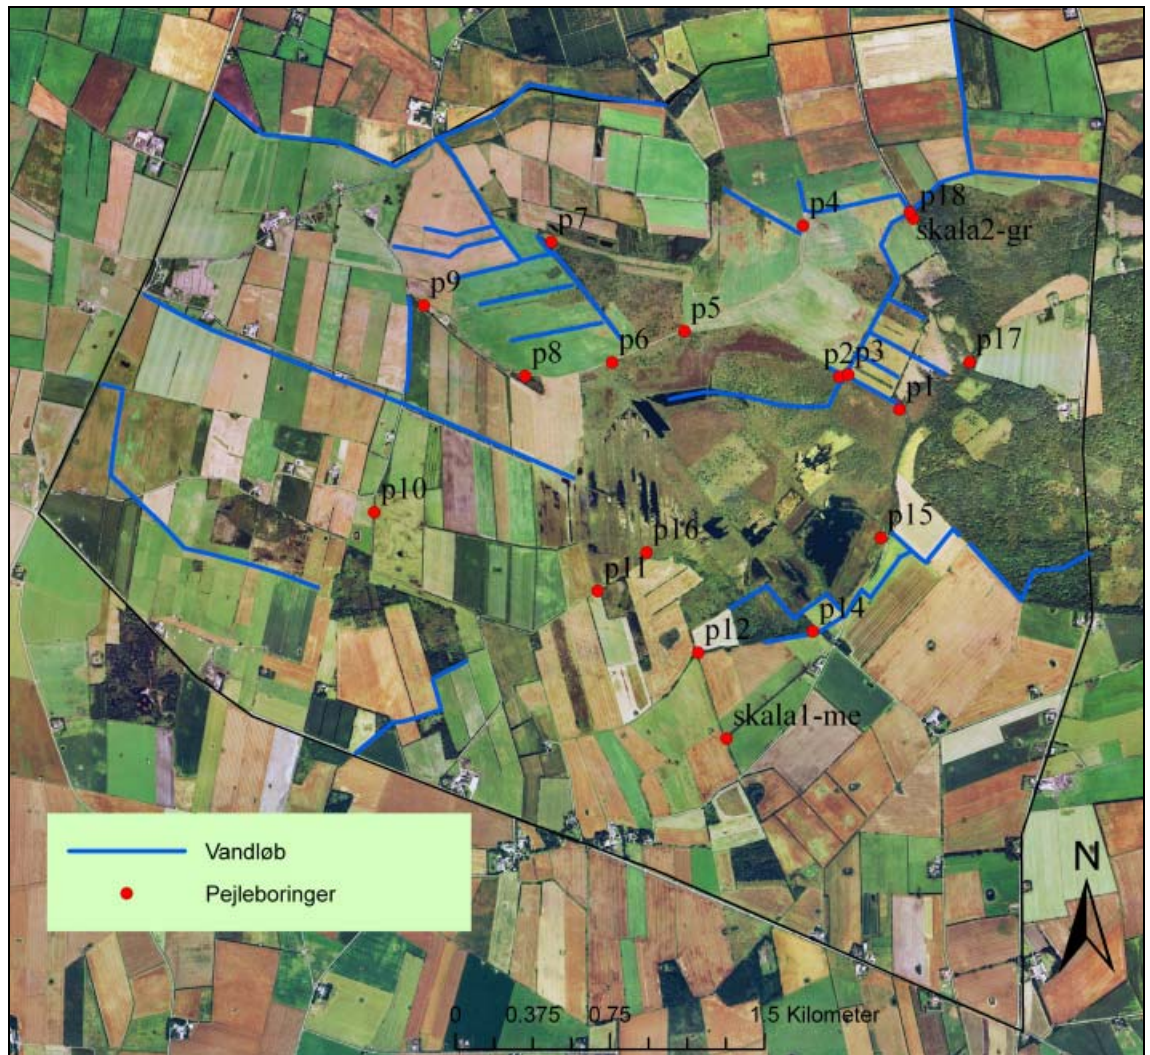 p18
p4
skala2-gr
p7
p9
p5
p6
p8
p2
p3
p17
p1
p10
p15
p16
p11
p14
p12
skala1-me
Vandløb
Pejleboringer
N
0 0.375 0.75 1.5 Kilometer